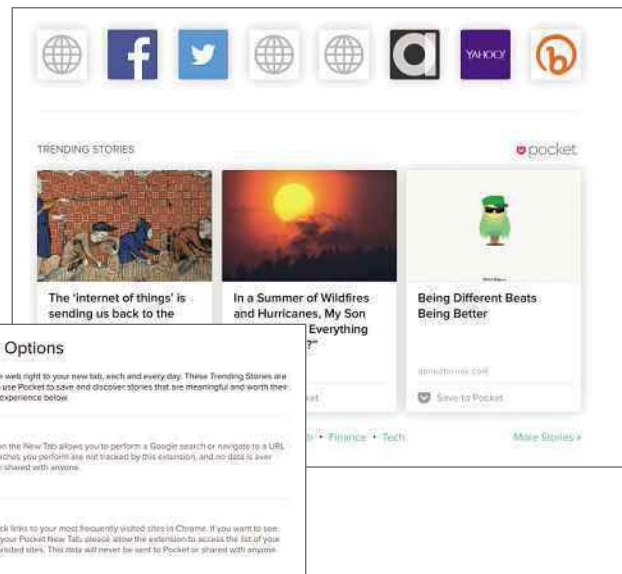 YAHOO!
TRENDING STORIES
pocket
The 'internet of things' is
sending us back to the
In a Summer of Wildfires
and Hurricanes, My Son
Everything
?"
Being Different Beats
Being Better
Save to Pocket
• Finance • Tech
More Stories >
Options
web right to your new tab, each and every day. These Trending Stories are
use Pocket to save and discover stories that are meaningful and worth their
experience below
on the New Tab allows you to perform a Google search or navigate to a URL
you perform are not tracked by this extension, and no data is ever
shared with anyone.
links to your most frequently visited sites in Chrome. If you want to see
your Pocket New Tab, please allow the extension to access the list of your
visited sites. This data will never be sent to Pocket or shared with anyone.